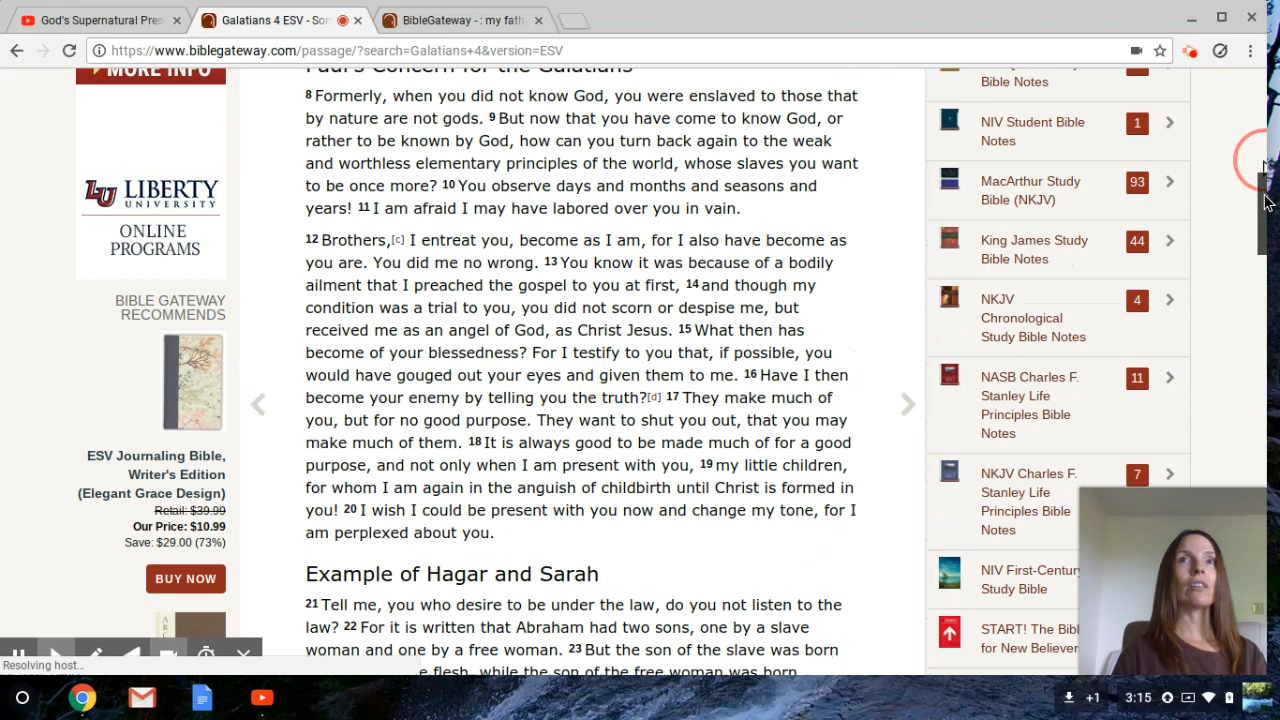 God's Supernatural Pres
Galatians 4 ESV - Son
BibleGateway - : my fath
https://www.biblegateway.com/passage/?search=Galatians+4&version=ESV
MORE INFO
LU LIBERTY
UNIVERSITY
ONLINE
PROGRAMS
BIBLE GATEWAY
RECOMMENDS
ESV Journaling Bible,
Writer's Edition
(Elegant Grace Design)
Retail: $39.99
Our Price: $10.99
Save: $29.00 (73%)
BUY NOW
Paul's Concern for the Galatians
8 Formerly, when you did not know God, you were enslaved to those that
by nature are not gods. 9 But now that you have come to know God, or
rather to be known by God, how can you turn back again to the weak
and worthless elementary principles of the world, whose slaves you want
to be once more? 10 You observe days and months and seasons and
years! 11 I am afraid I may have labored over you in vain.
12 Brothers,[c] I entreat you, become as I am, for I also have become as
you are. You did me no wrong. 13 You know it was because of a bodily
ailment that I preached the gospel to you at first, 14 and though my
condition was a trial to you, you did not scorn or despise me, but
received me as an angel of God, as Christ Jesus. 15 What then has
become of your blessedness? For I testify to you that, if possible, you
would have gouged out your eyes and given them to me. 16 Have I then
become your enemy by telling you the truth?[d] 17 They make much of
you, but for no good purpose. They want to shut you out, that you may
make much of them. 18 It is always good to be made much of for a good
purpose, and not only when I am present with you, 19 my little children,
for whom I am again in the anguish of childbirth until Christ is formed in
you! 20 I wish I could be present with you now and change my tone, for I
am perplexed about you.
Example of Hagar and Sarah
21 Tell me, you who desire to be under the law, do you not listen to the
law? 22 For it is written that Abraham had two sons, one by a slave
woman and one by a free woman. 23 But the son of the slave was born
flesh, while the son of the free woman was born
Bible Notes
NIV Student Bible 1
Notes
MacArthur Study 93
Bible (NKJV)
King James Study 44
Bible Notes
NKJV 4
Chronological
Study Bible Notes
NASB Charles F. 11
Stanley Life
Principles Bible
Notes
NKJV Charles F. 7
Stanley Life
Principles Bible
Notes
NIV First-Century
Study Bible
START! The Bibl
for New Believer
Resolving host...
+1
3:15